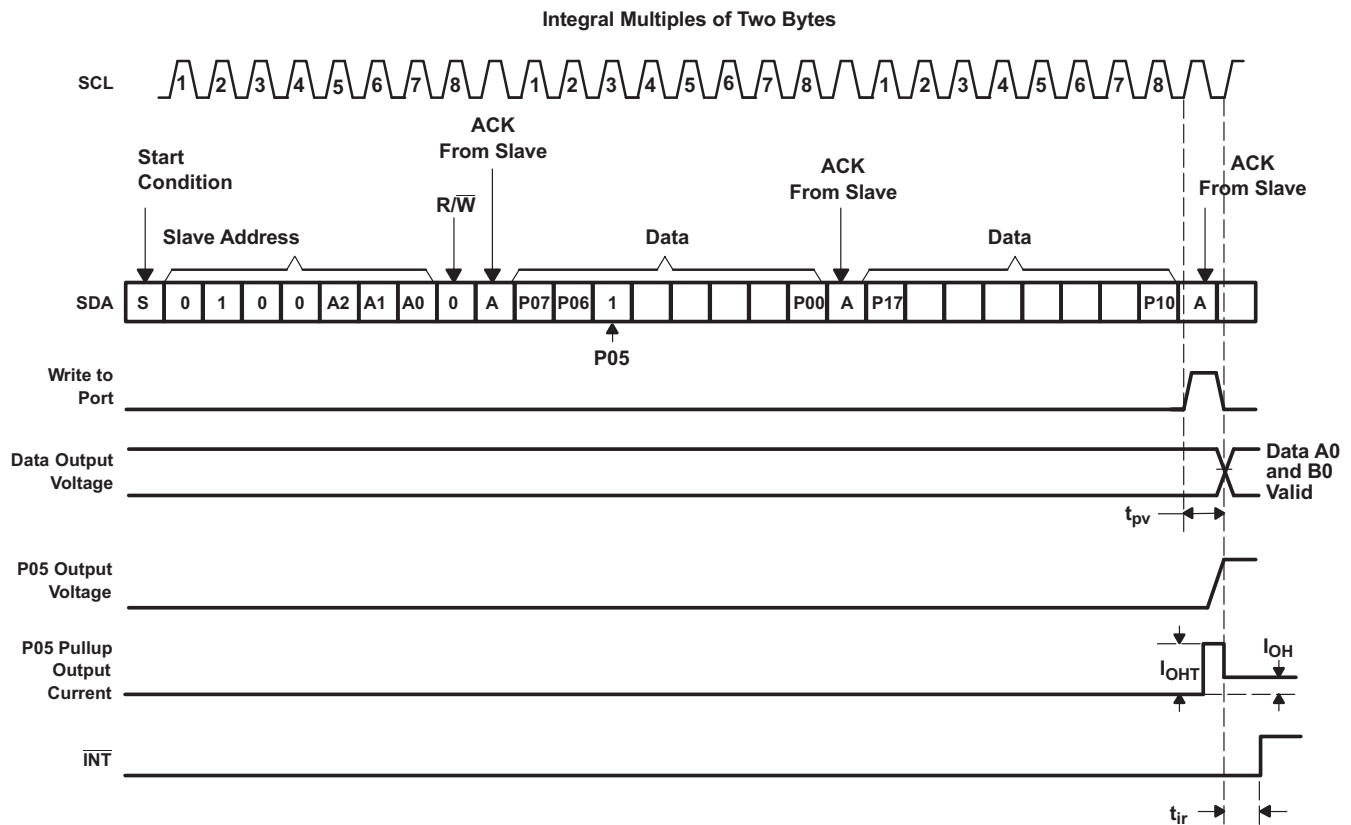 Integral Multiples of Two Bytes
SCL
1 2 3 4 5 6 7 8 1 2 3 4 5 6 7 8 1 2 3 4 5 6 7 8
Start
Condition
ACK
From Slave
ACK
From Slave
ACK
From Slave
R/W̅
Slave Address
Data
Data
SDA
S 0 1 0 0 A2 A1 A0 0 A P07 P06 1 P00 A P17 P10 A
P05
Write to
Port
Data Output
Voltage
Data A0
and B0
Valid
tpv
P05 Output
Voltage
P05 Pullup
Output
Current
IOHT
IOH
I̅N̅T̅
tir